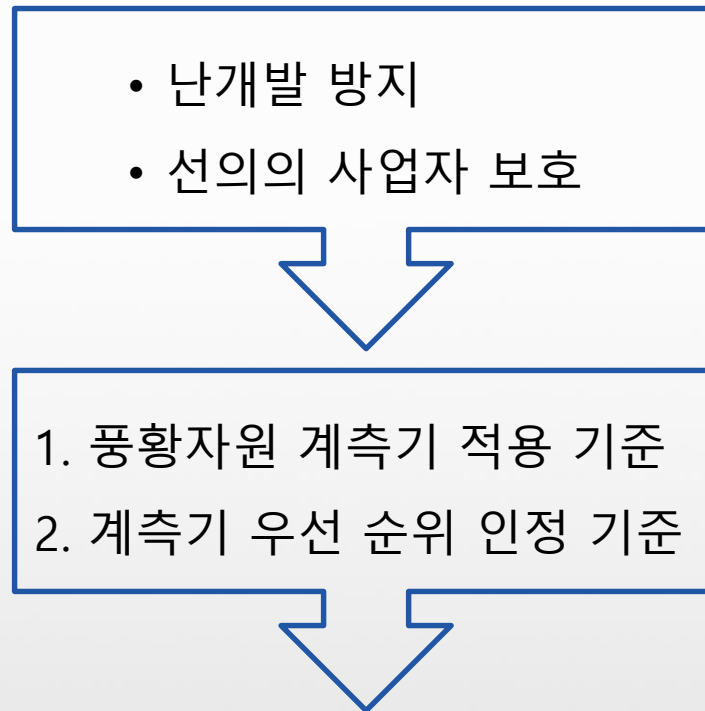 • 난개발 방지
• 선의의 사업자 보호
1. 풍황자원 계측기 적용 기준
2. 계측기 우선 순위 인정 기준